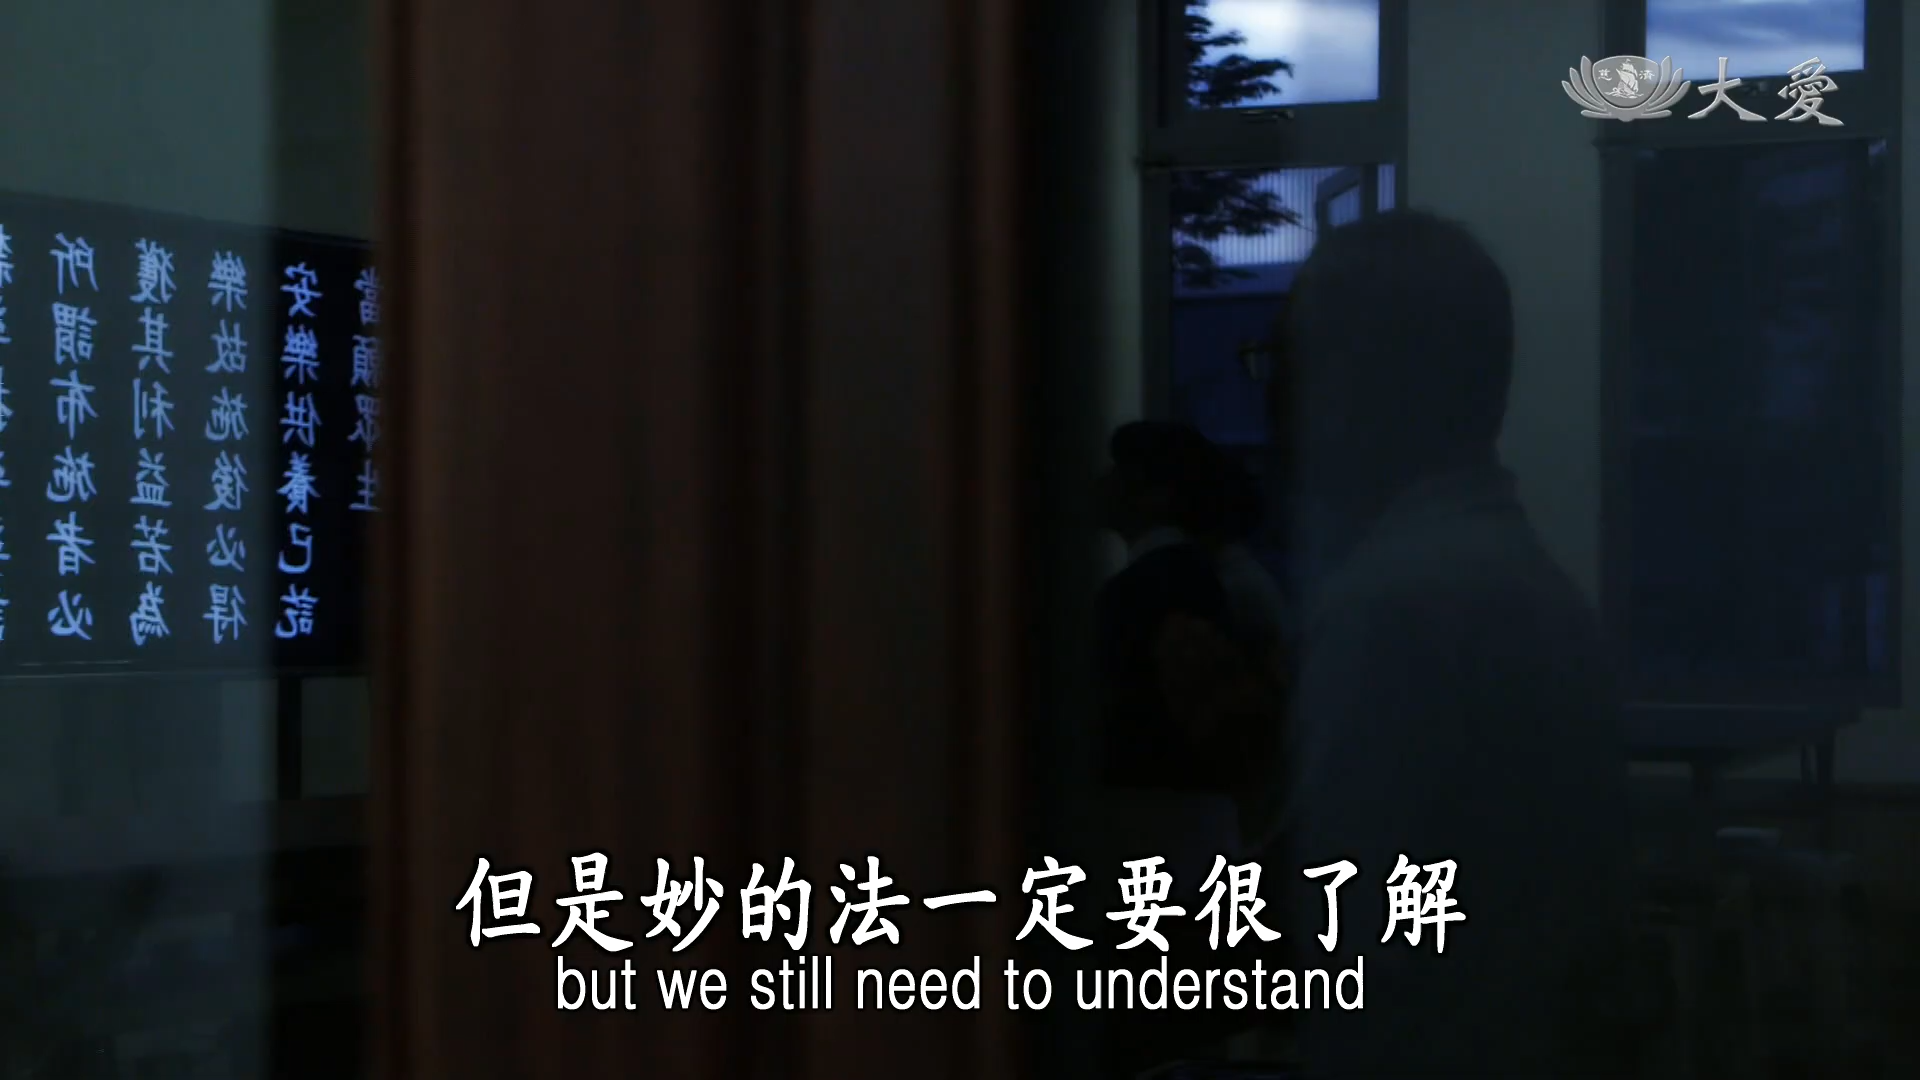 慈濟
大愛
所謂布施者必
獲其利益若為
樂故施後必得
安樂供養已訖
當願眾生
但是妙的法一定要很了解
but we still need to understand